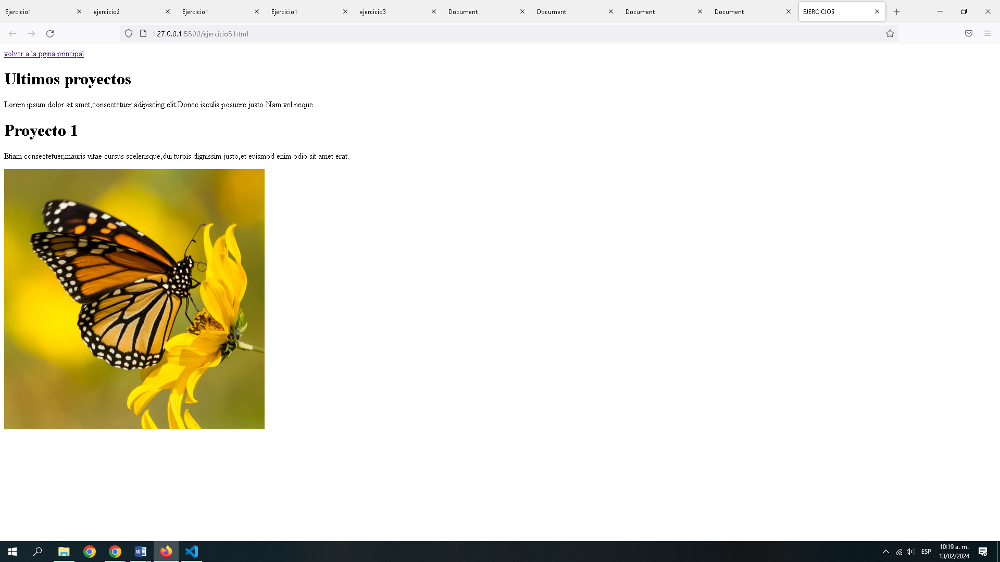 Ejercicio1
ejercicio2
Ejercicio1
Ejercicio1
ejercicio3
Document
Document
Document
Document
EJERCICIO5
127.0.0.1:5500/ejercicio5.html
volver a la pgina principal
Ultimos proyectos
Lorem ipsum dolor sit amet,consectetuer adipiscing elit.Donec iaculis posuere justo.Nam vel neque
Proyecto 1
Etiam consectetuer,mauris vitae cursus scelerisque,dui turpis dignissim justo,et euismod enim odio sit amet erat.
ESP
10:19 a. m.
13/02/2024